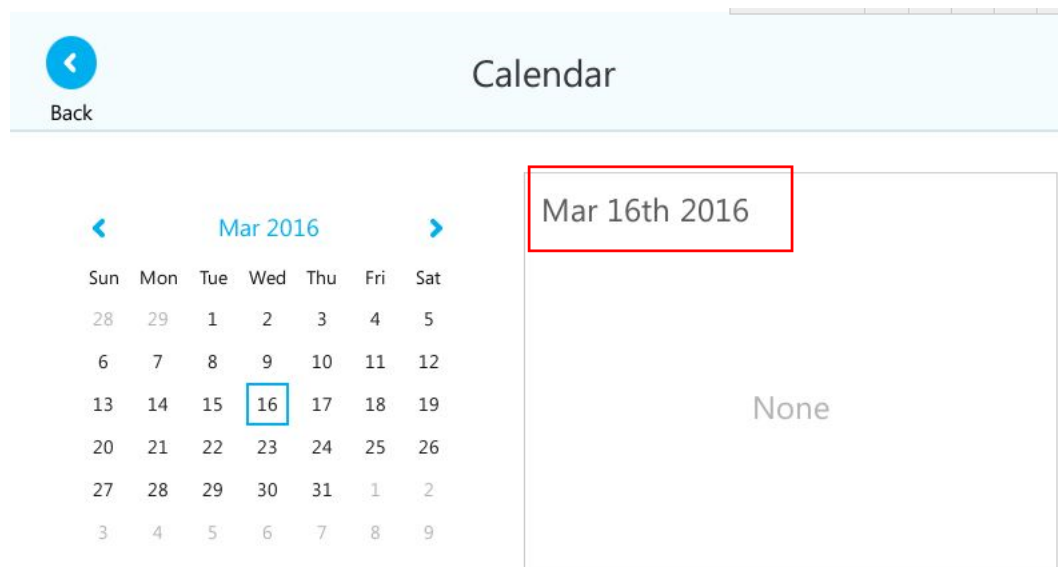 Calendar
Back
Mar 2016
Sun Mon Tue Wed Thu Fri Sat
28 29 1 2 3 4 5
6 7 8 9 10 11 12
13 14 15 16 17 18 19
20 21 22 23 24 25 26
27 28 29 30 31 1 2
3 4 5 6 7 8 9
Mar 16th 2016
None